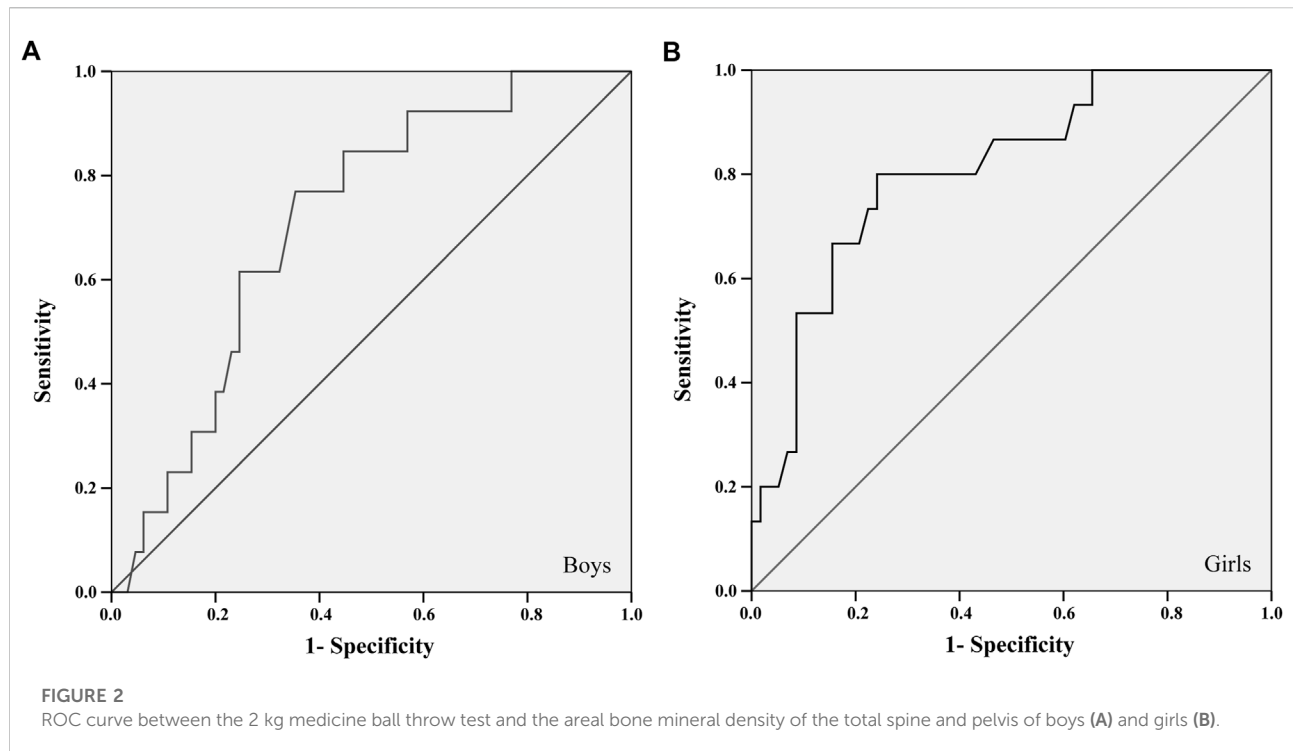 A
1.0
0.8
0.6
0.4
0.2
0.0
Sensitivity
0.0 0.2 0.4 0.6 0.8 1.0
1- Specificity
Boys
B
1.0
0.8
0.6
0.4
0.2
0.0
Sensitivity
0.0 0.2 0.4 0.6 0.8 1.0
1- Specificity
Girls
FIGURE 2
ROC curve between the 2 kg medicine ball throw test and the areal bone mineral density of the total spine and pelvis of boys (A) and girls (B).